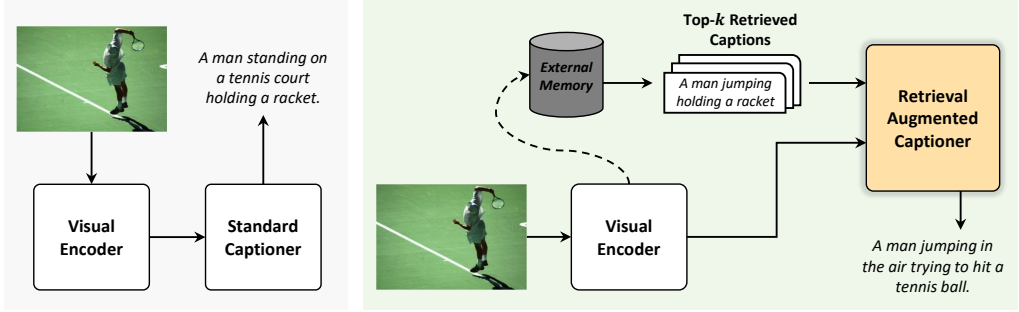 A man standing on
a tennis court
holding a racket.
Visual
Encoder
Standard
Captioner
Top-k Retrieved
Captions
External
Memory
A man jumping
holding a racket
Retrieval
Augmented
Captioner
Visual
Encoder
A man jumping in
the air trying to hit a
tennis ball.